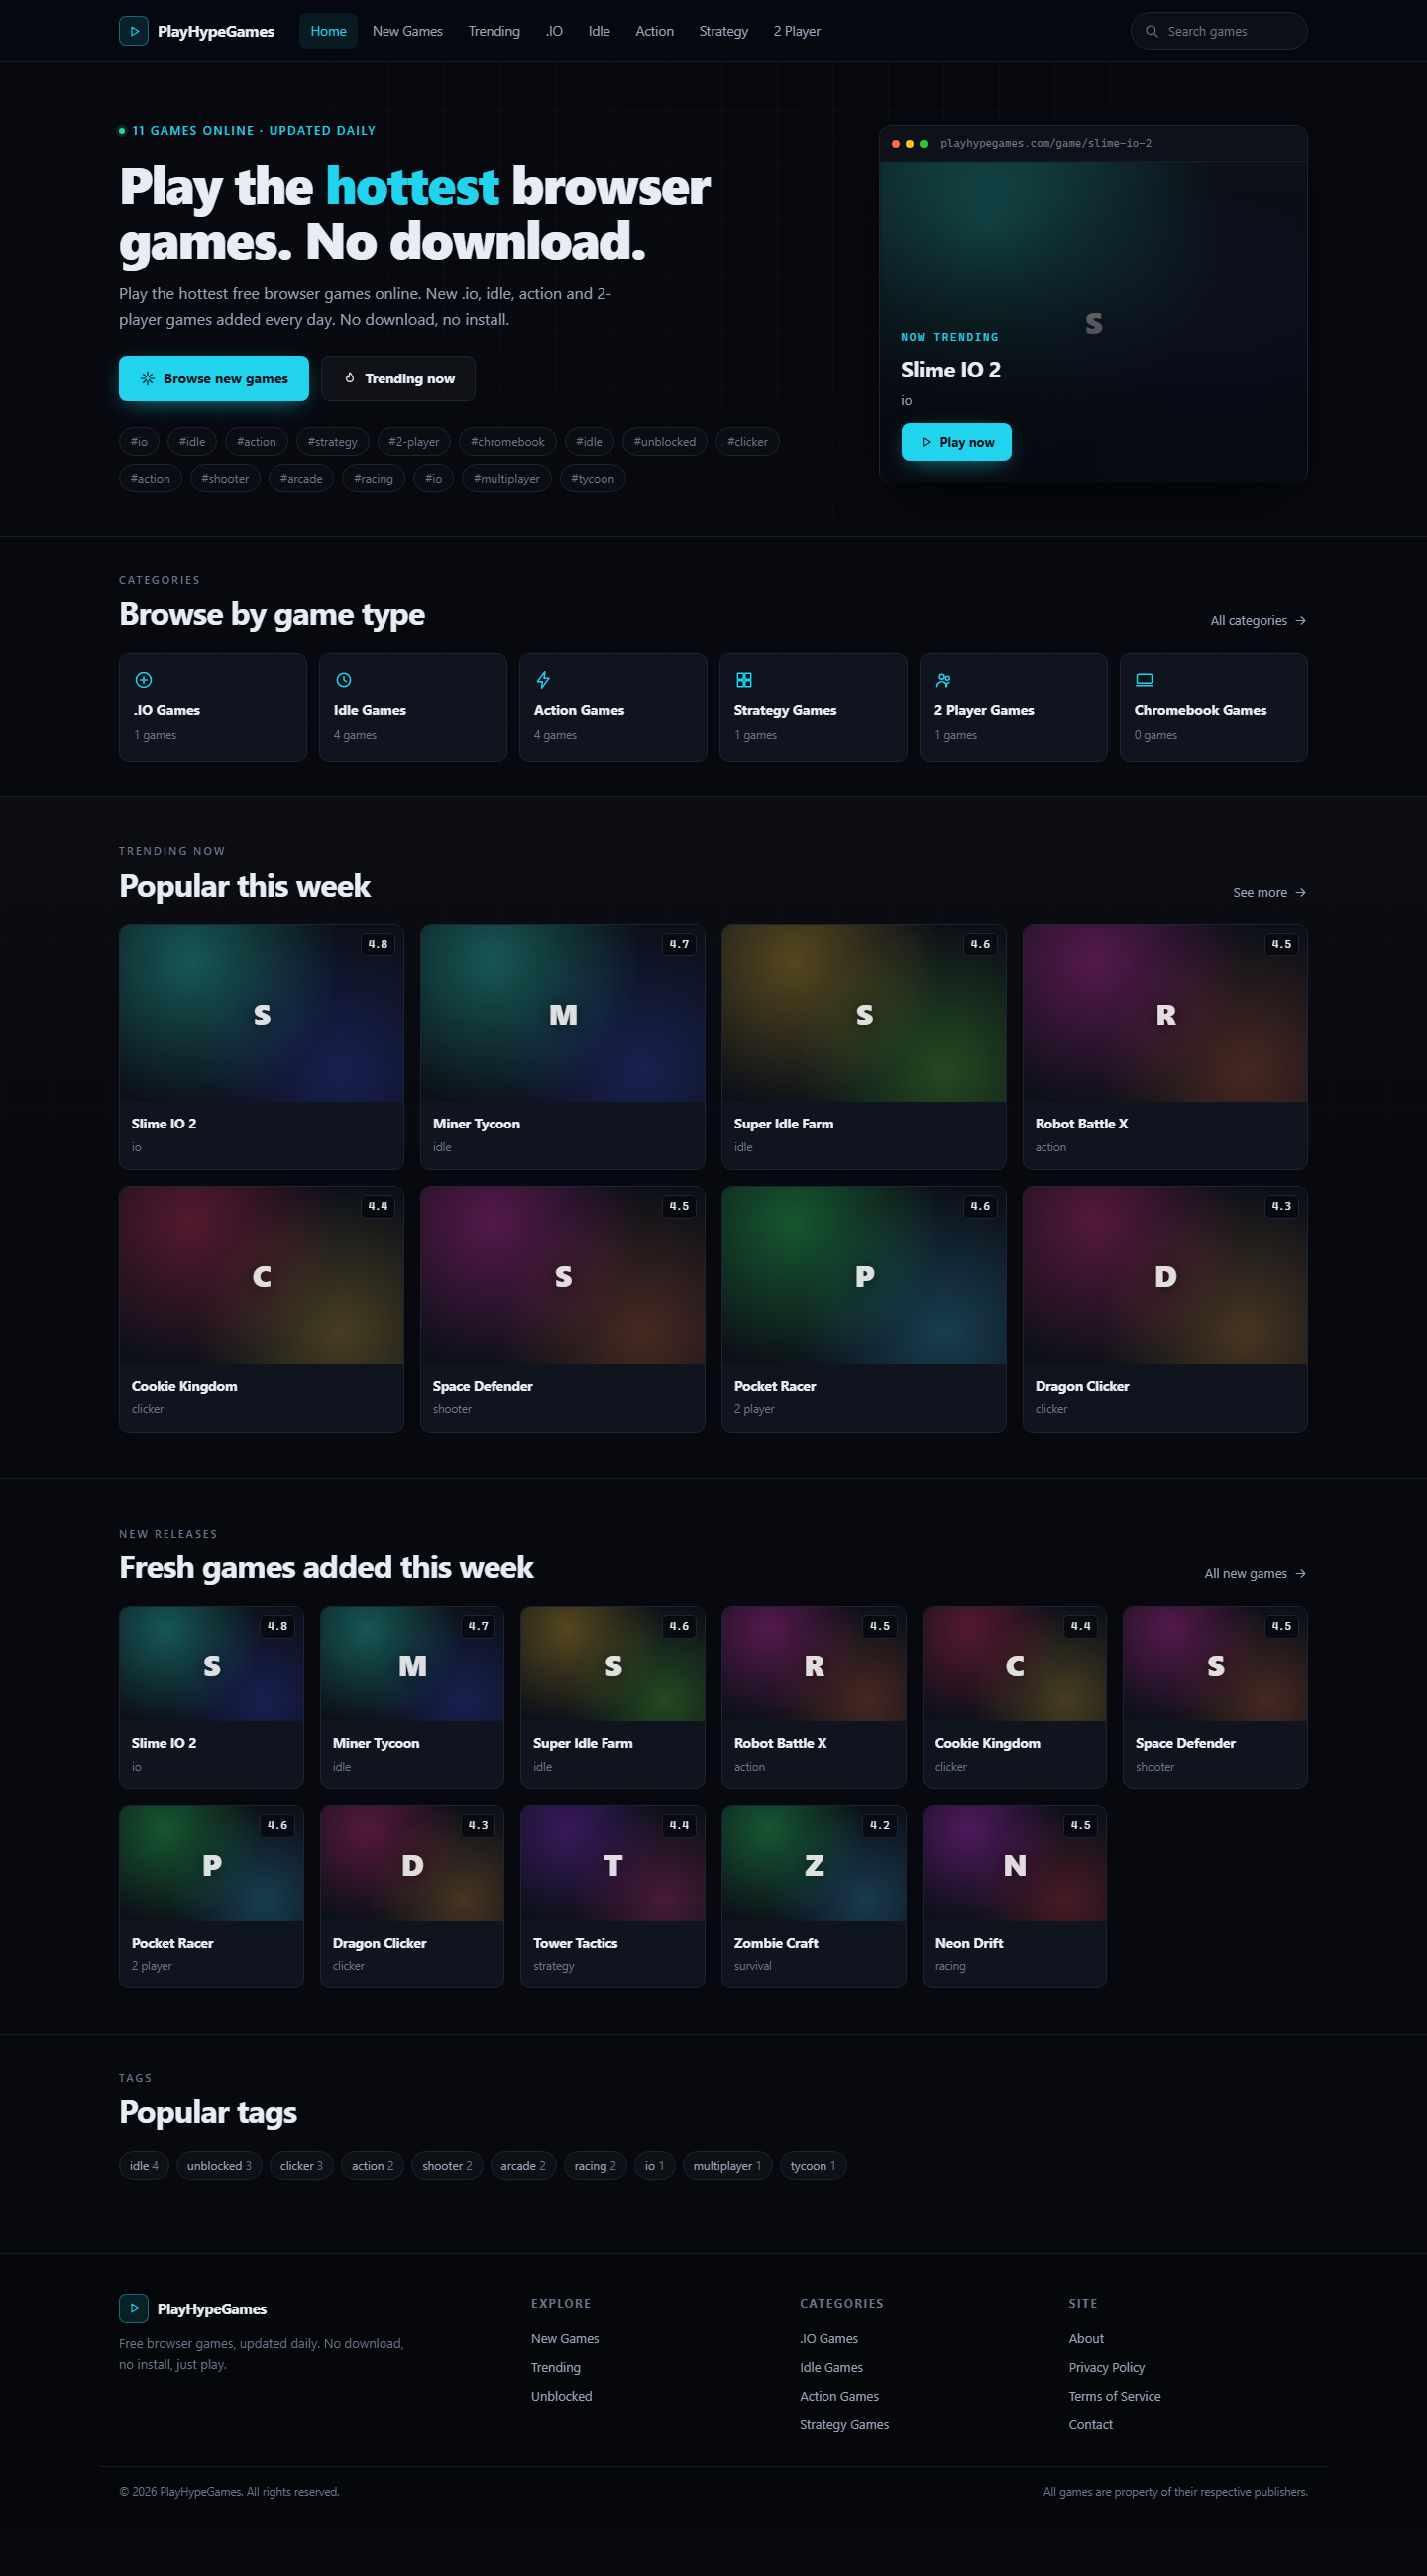 PlayHypeGames Home New Games Trending .IO Idle Action Strategy 2 Player Search games
11 GAMES ONLINE · UPDATED DAILY
Play the hottest browser
games. No download.
Play the hottest free browser games online. New .io, idle, action and 2-
player games added every day. No download, no install.
Browse new games Trending now
#io #idle #action #strategy #2-player #chromebook #idle #unblocked #clicker
#action #shooter #arcade #racing #io #multiplayer #tycoon
playhypegames.com/game/slime-io-2
S
NOW TRENDING
Slime IO 2
io
Play now
CATEGORIES
Browse by game type
All categories →
.IO Games Idle Games Action Games Strategy Games 2 Player Games Chromebook Games
1 games 4 games 4 games 1 games 1 games 0 games
TRENDING NOW
Popular this week
See more →
4.8 4.7 4.6 4.5
S M S R
Slime IO 2 Miner Tycoon Super Idle Farm Robot Battle X
io idle idle action
4.4 4.5 4.6 4.3
C S P D
Cookie Kingdom Space Defender Pocket Racer Dragon Clicker
clicker shooter 2 player clicker
NEW RELEASES
Fresh games added this week
All new games →
4.8 4.7 4.6 4.5 4.4 4.5
S M S R C S
Slime IO 2 Miner Tycoon Super Idle Farm Robot Battle X Cookie Kingdom Space Defender
io idle idle action clicker shooter
4.6 4.3 4.4 4.2 4.5
P D T Z N
Pocket Racer Dragon Clicker Tower Tactics Zombie Craft Neon Drift
2 player clicker strategy survival racing
TAGS
Popular tags
idle 4 unblocked 3 clicker 3 action 2 shooter 2 arcade 2 racing 2 io 1 multiplayer 1 tycoon 1
PlayHypeGames
Free browser games, updated daily. No download,
no install, just play.
EXPLORE
New Games
Trending
Unblocked
CATEGORIES
.IO Games
Idle Games
Action Games
Strategy Games
SITE
About
Privacy Policy
Terms of Service
Contact
© 2026 PlayHypeGames. All rights reserved.
All games are property of their respective publishers.